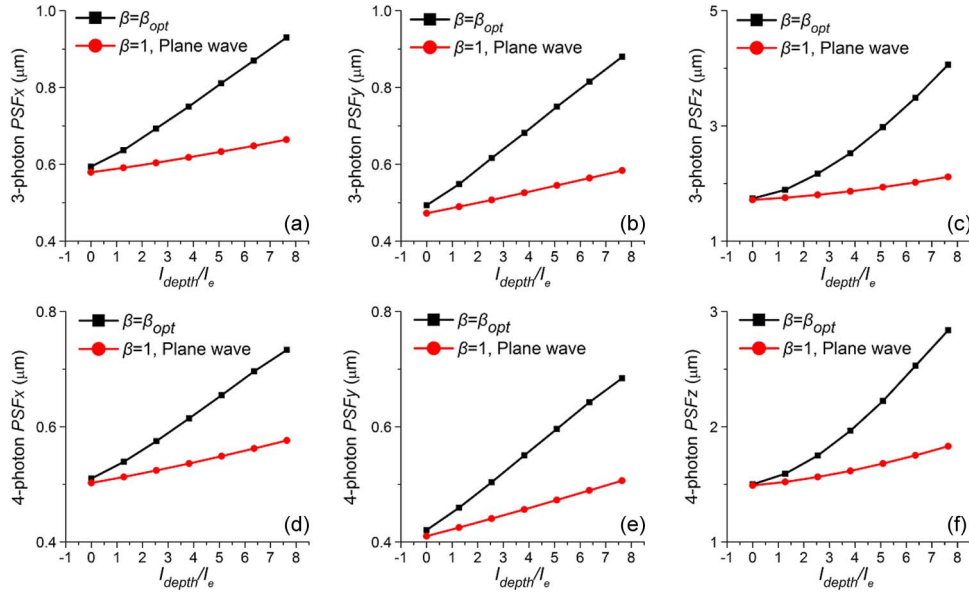 1.0
0.8
0.6
0.4
3-photon PSFx (μm)
β=βopt
β=1, Plane wave
(a)
-1 0 1 2 3 4 5 6 7 8
ldepth/le
1.0
0.8
0.6
0.4
3-photon PSFy (μm)
β=βopt
β=1, Plane wave
(b)
-1 0 1 2 3 4 5 6 7 8
ldepth/le
5
3
1
3-photon PSFz (μm)
β=βopt
β=1, Plane wave
(c)
-1 0 1 2 3 4 5 6 7 8
ldepth/le
0.8
0.6
0.4
4-photon PSFx (μm)
β=βopt
β=1, Plane wave
(d)
-1 0 1 2 3 4 5 6 7 8
ldepth/le
0.8
0.6
0.4
4-photon PSFy (μm)
β=βopt
β=1, Plane wave
(e)
-1 0 1 2 3 4 5 6 7 8
ldepth/le
3
2
1
4-photon PSFz (μm)
β=βopt
β=1, Plane wave
(f)
-1 0 1 2 3 4 5 6 7 8
ldepth/le